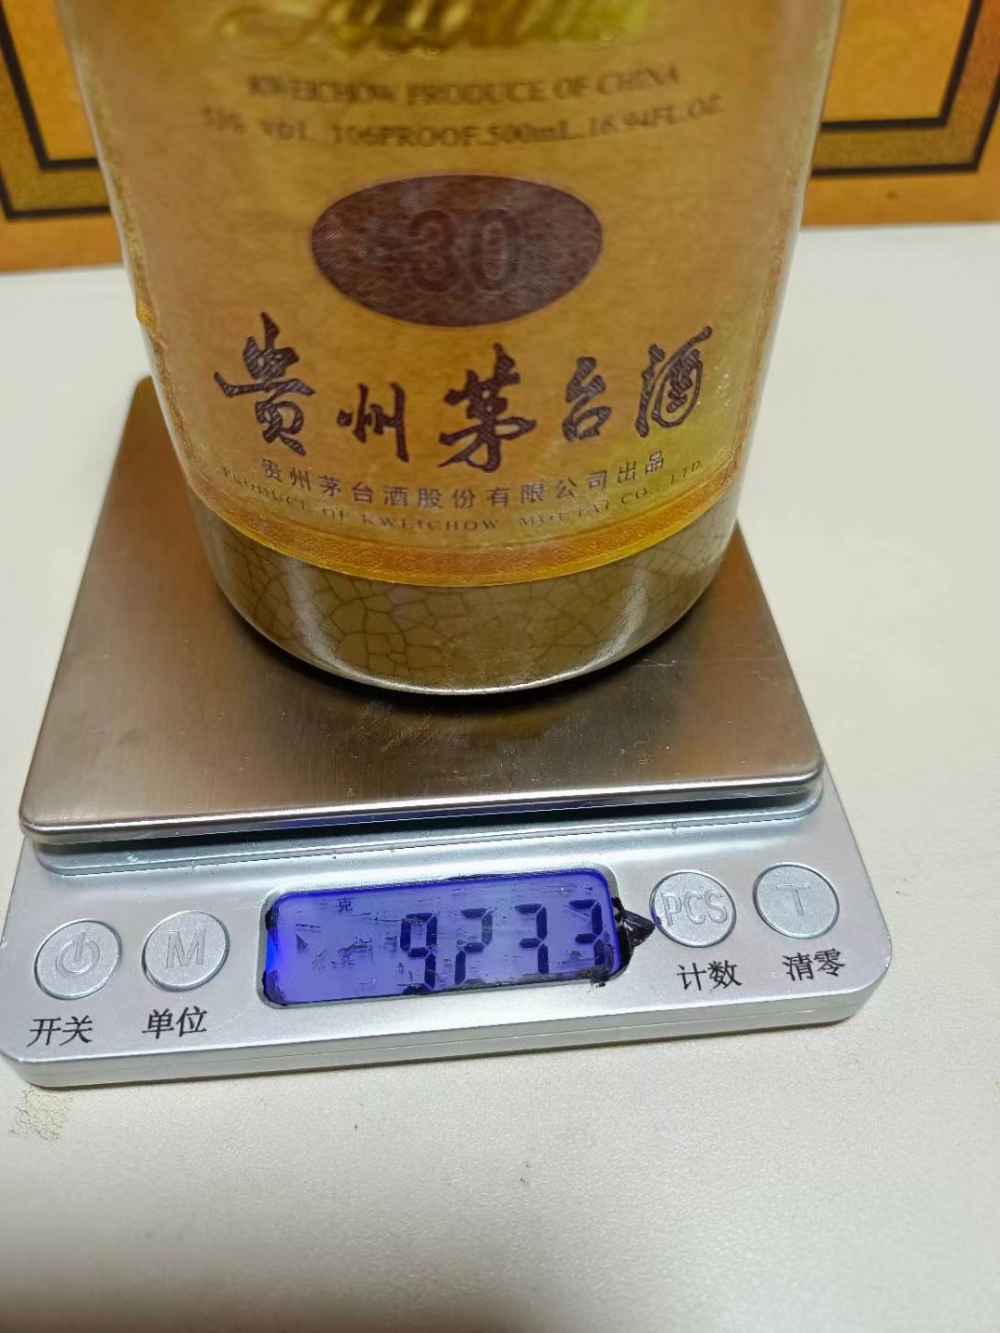 KWEICHOW PRODUCE OF CHINA
53% VOL. 106PROOF.500mL.16.94FL.OZ
30
贵州茅台酒
贵州茅台酒股份有限公司出品
PRODUCT OF KWEICHOW MOUTAI CO., LTD.
克
PCS
T
M
计数
清零
开关
单位